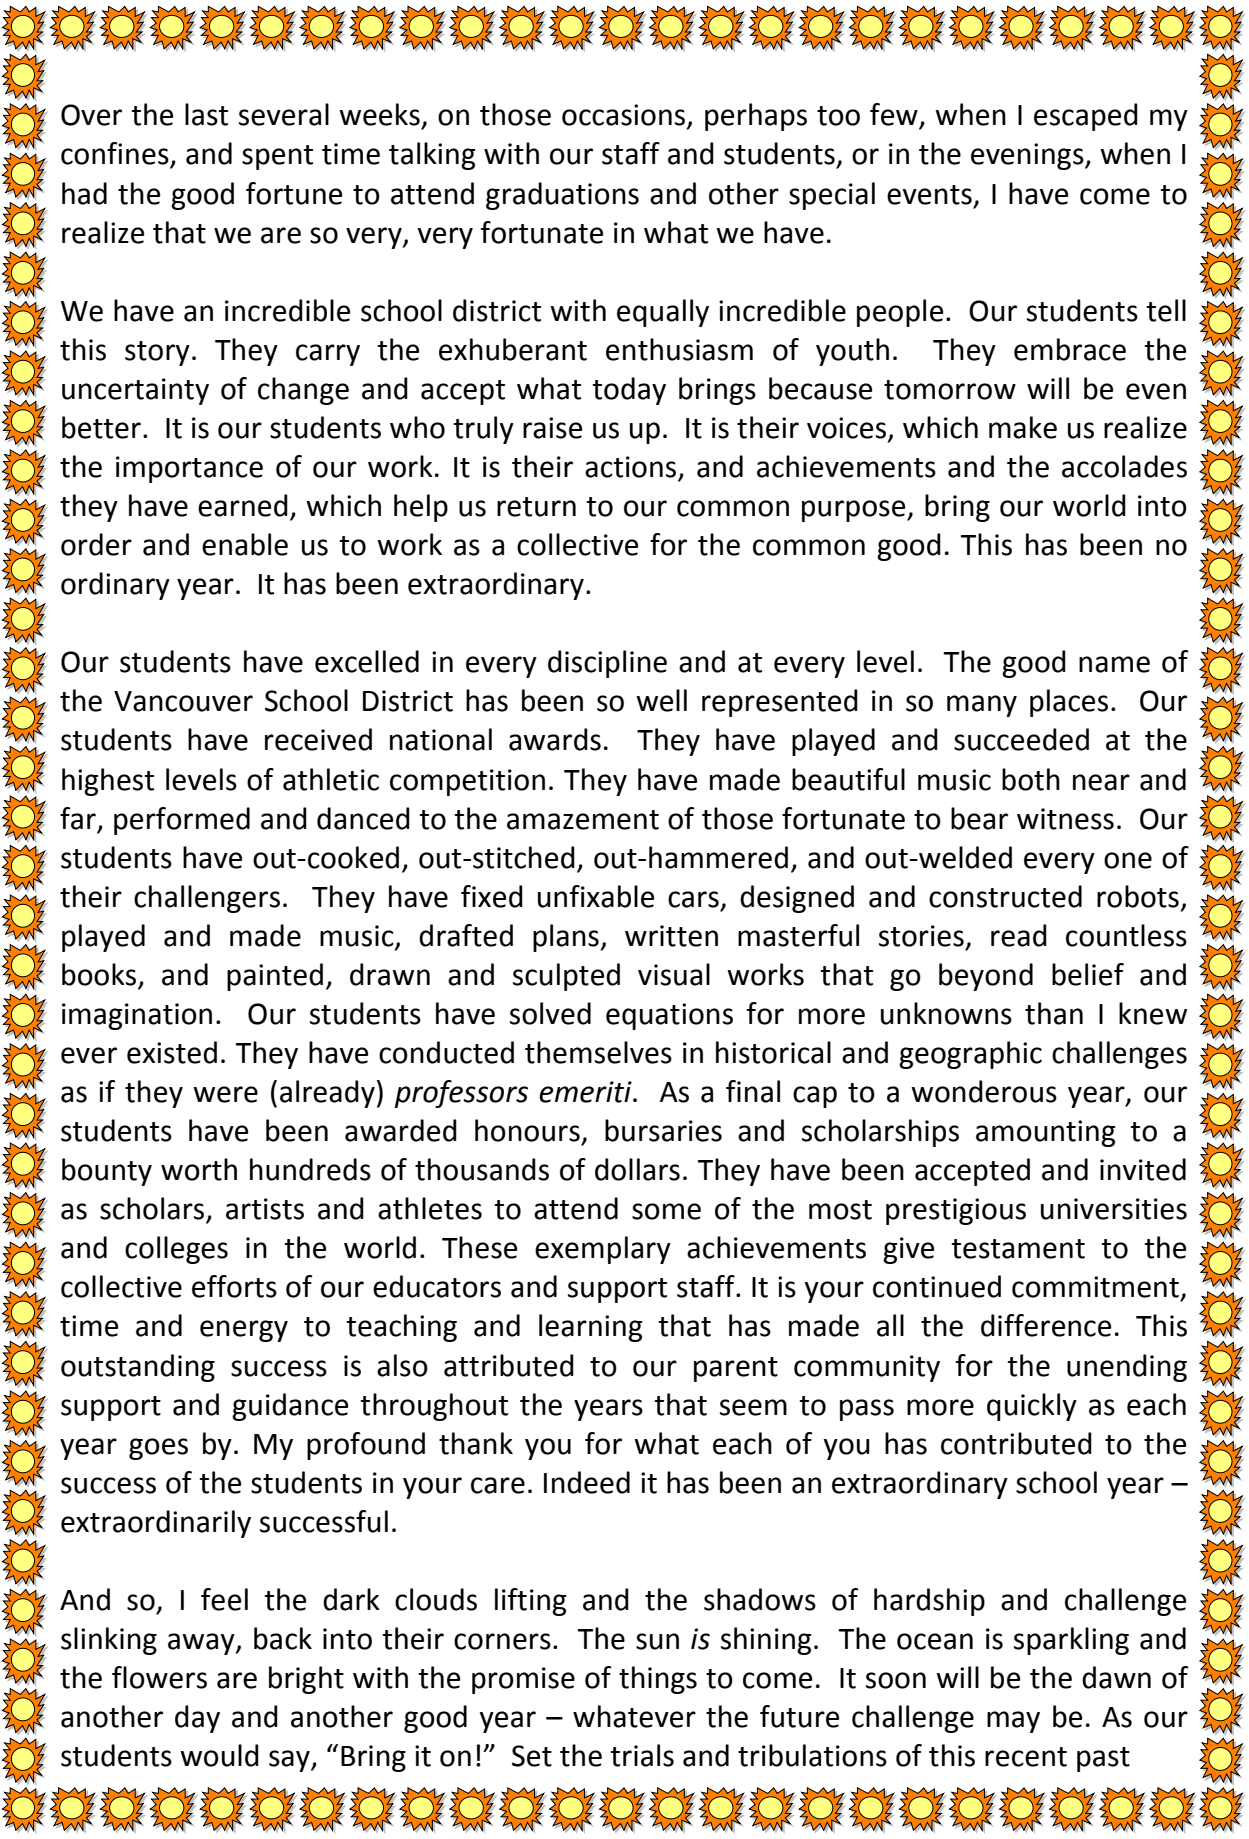 Over the last several weeks, on those occasions, perhaps too few, when I escaped my
confines, and spent time talking with our staff and students, or in the evenings, when I
had the good fortune to attend graduations and other special events, I have come to
realize that we are so very, very fortunate in what we have.
We have an incredible school district with equally incredible people. Our students tell
this story. They carry the exhuberant enthusiasm of youth. They embrace the
uncertainty of change and accept what today brings because tomorrow will be even
better. It is our students who truly raise us up. It is their voices, which make us realize
the importance of our work. It is their actions, and achievements and the accolades
they have earned, which help us return to our common purpose, bring our world into
order and enable us to work as a collective for the common good. This has been no
ordinary year. It has been extraordinary.
Our students have excelled in every discipline and at every level. The good name of
the Vancouver School District has been so well represented in so many places. Our
students have received national awards. They have played and succeeded at the
highest levels of athletic competition. They have made beautiful music both near and
far, performed and danced to the amazement of those fortunate to bear witness. Our
students have out-cooked, out-stitched, out-hammered, and out-welded every one of
their challengers. They have fixed unfixable cars, designed and constructed robots,
played and made music, drafted plans, written masterful stories, read countless
books, and painted, drawn and sculpted visual works that go beyond belief and
imagination. Our students have solved equations for more unknowns than I knew
ever existed. They have conducted themselves in historical and geographic challenges
as if they were (already) professors emeriti. As a final cap to a wonderous year, our
students have been awarded honours, bursaries and scholarships amounting to a
bounty worth hundreds of thousands of dollars. They have been accepted and invited
as scholars, artists and athletes to attend some of the most prestigious universities
and colleges in the world. These exemplary achievements give testament to the
collective efforts of our educators and support staff. It is your continued commitment,
time and energy to teaching and learning that has made all the difference. This
outstanding success is also attributed to our parent community for the unending
support and guidance throughout the years that seem to pass more quickly as each
year goes by. My profound thank you for what each of you has contributed to the
success of the students in your care. Indeed it has been an extraordinary school year –
extraordinarily successful.
And so, I feel the dark clouds lifting and the shadows of hardship and challenge
slinking away, back into their corners. The sun is shining. The ocean is sparkling and
the flowers are bright with the promise of things to come. It soon will be the dawn of
another day and another good year – whatever the future challenge may be. As our
students would say, “Bring it on!” Set the trials and tribulations of this recent past